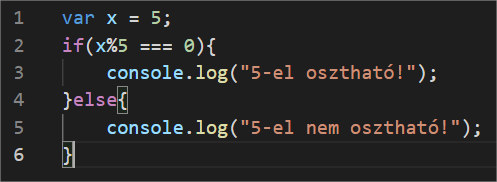 1 var x = 5;
2 if(x%5 === 0){
3     console.log("5-el osztható!");
4 }else{
5     console.log("5-el nem osztható!");
6 }